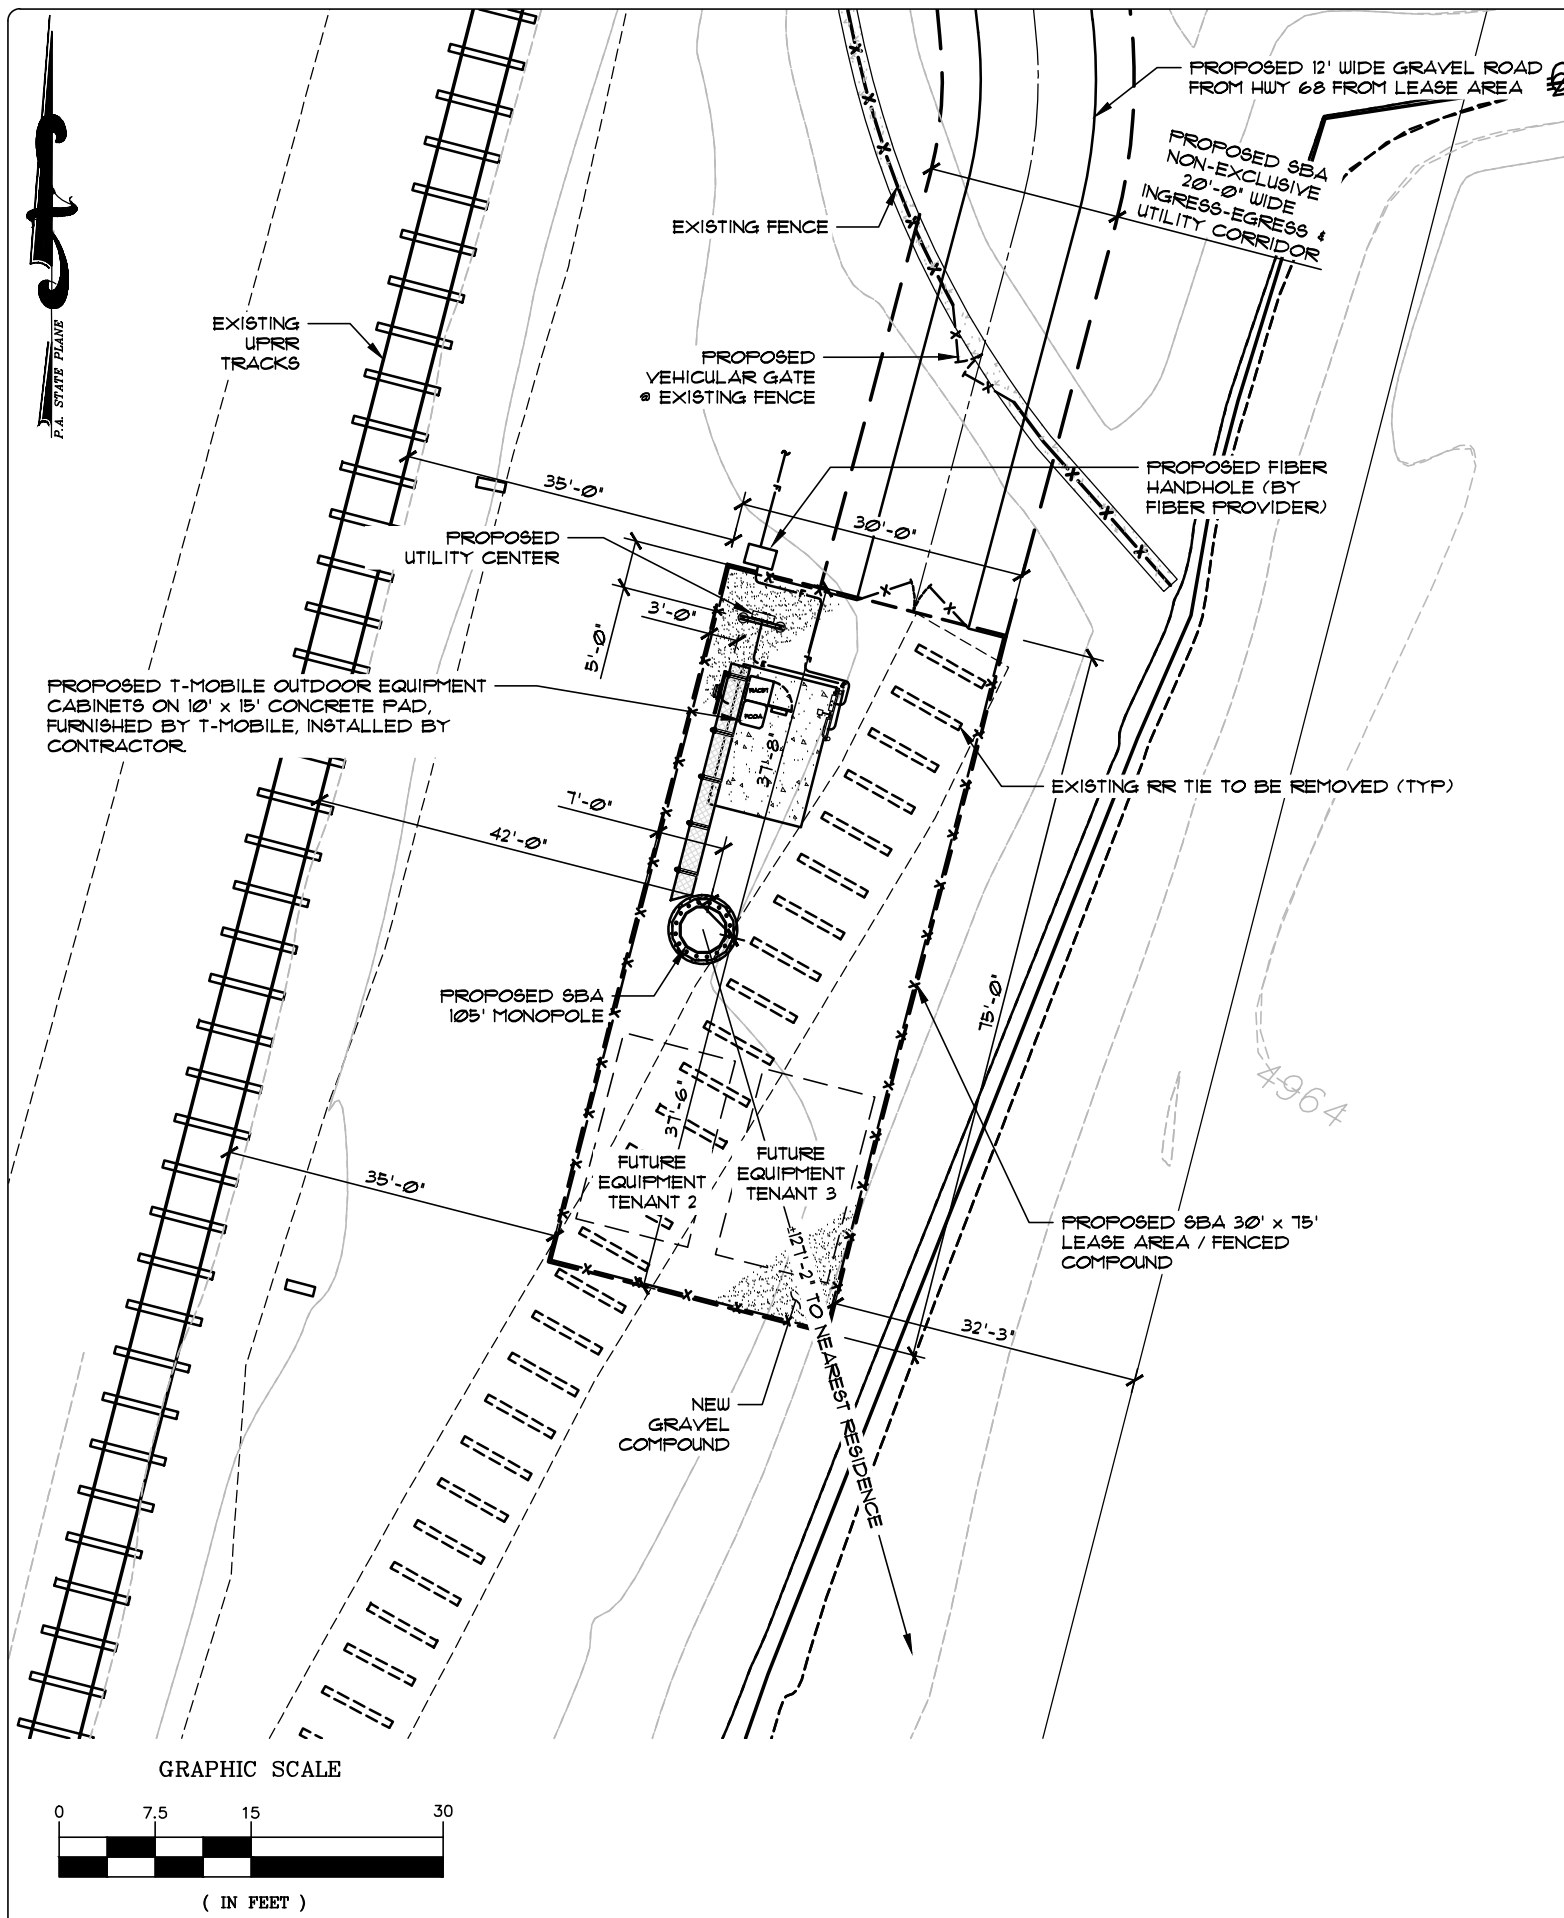 PROPOSED 12' WIDE GRAVEL ROAD
FROM HWY 68 FROM LEASE AREA
PROPOSED SBA
NON-EXCLUSIVE
20'-0" WIDE
INGRESS-EGRESS &
UTILITY CORRIDOR
EXISTING FENCE
EXISTING
UPRR
TRACKS
P.A. STATE PLANE
PROPOSED
VEHICULAR GATE
@ EXISTING FENCE
PROPOSED FIBER
HANDHOLE (BY
FIBER PROVIDER)
35'-0"
30'-0"
PROPOSED
UTILITY CENTER
3'-0"
5'-0"
PROPOSED T-MOBILE OUTDOOR EQUIPMENT
CABINETS ON 10' x 15' CONCRETE PAD,
FURNISHED BY T-MOBILE, INSTALLED BY
CONTRACTOR.
37'-8"
EXISTING RR TIE TO BE REMOVED (TYP)
7'-0"
42'-0"
PROPOSED SBA
105' MONOPOLE
75'-0"
4964
37'-6"
FUTURE
EQUIPMENT
TENANT 2
FUTURE
EQUIPMENT
TENANT 3
35'-0"
PROPOSED SBA 30' x 75'
LEASE AREA / FENCED
COMPOUND
±127'-2" TO NEAREST RESIDENCE
32'-3"
NEW
GRAVEL
COMPOUND
GRAPHIC SCALE
0 7.5 15 30
( IN FEET )